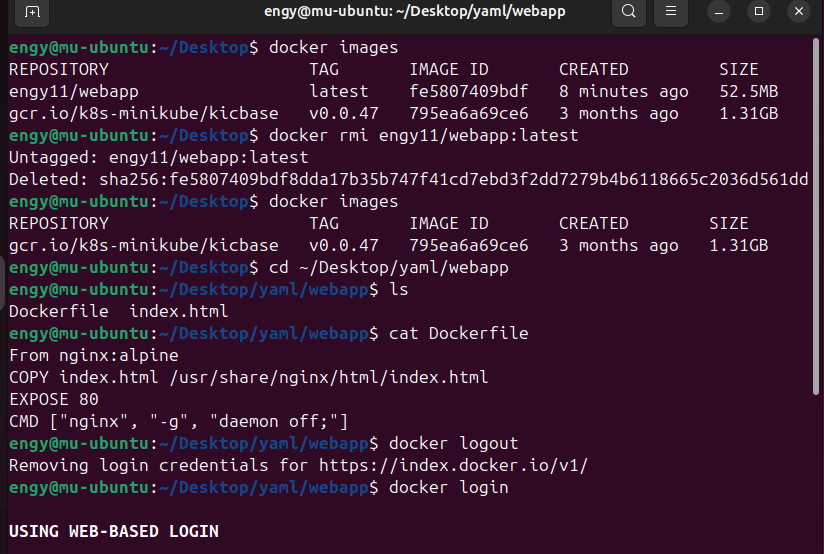 engy@mu-ubuntu: ~/Desktop/yaml/webapp
engy@mu-ubuntu:~/Desktop$ docker images
REPOSITORY                    TAG       IMAGE ID       CREATED         SIZE
engy11/webapp                 latest    fe5807409bdf   8 minutes ago   52.5MB
gcr.io/k8s-minikube/kicbase   v0.0.47   795ea6a69ce6   3 months ago    1.31GB
engy@mu-ubuntu:~/Desktop$ docker rmi engy11/webapp:latest
Untagged: engy11/webapp:latest
Deleted: sha256:fe5807409bdf8dda17b35b747f41cd7ebd3f2dd7279b4b6118665c2036d561dd
engy@mu-ubuntu:~/Desktop$ docker images
REPOSITORY                    TAG       IMAGE ID       CREATED        SIZE
gcr.io/k8s-minikube/kicbase   v0.0.47   795ea6a69ce6   3 months ago   1.31GB
engy@mu-ubuntu:~/Desktop$ cd ~/Desktop/yaml/webapp
engy@mu-ubuntu:~/Desktop/yaml/webapp$ ls
Dockerfile  index.html
engy@mu-ubuntu:~/Desktop/yaml/webapp$ cat Dockerfile
From nginx:alpine
COPY index.html /usr/share/nginx/html/index.html
EXPOSE 80
CMD ["nginx", "-g", "daemon off;"]
engy@mu-ubuntu:~/Desktop/yaml/webapp$ docker logout
Removing login credentials for https://index.docker.io/v1/
engy@mu-ubuntu:~/Desktop/yaml/webapp$ docker login
USING WEB-BASED LOGIN